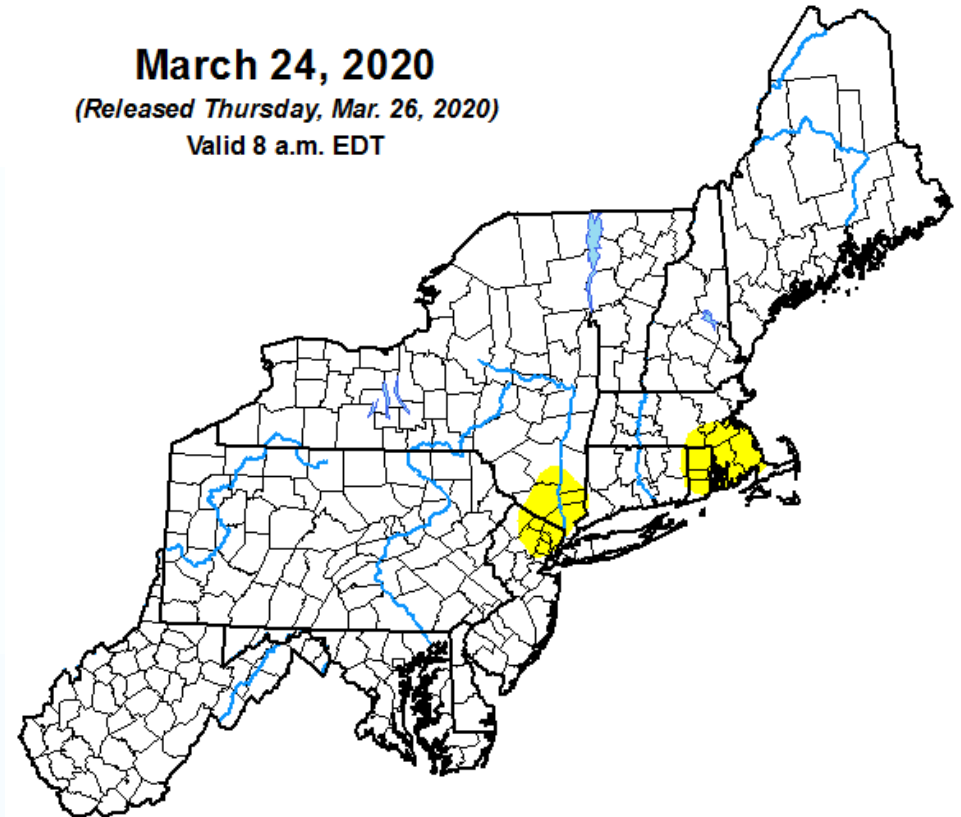 March 24, 2020
(Released Thursday, Mar. 26, 2020)
Valid 8 a.m. EDT